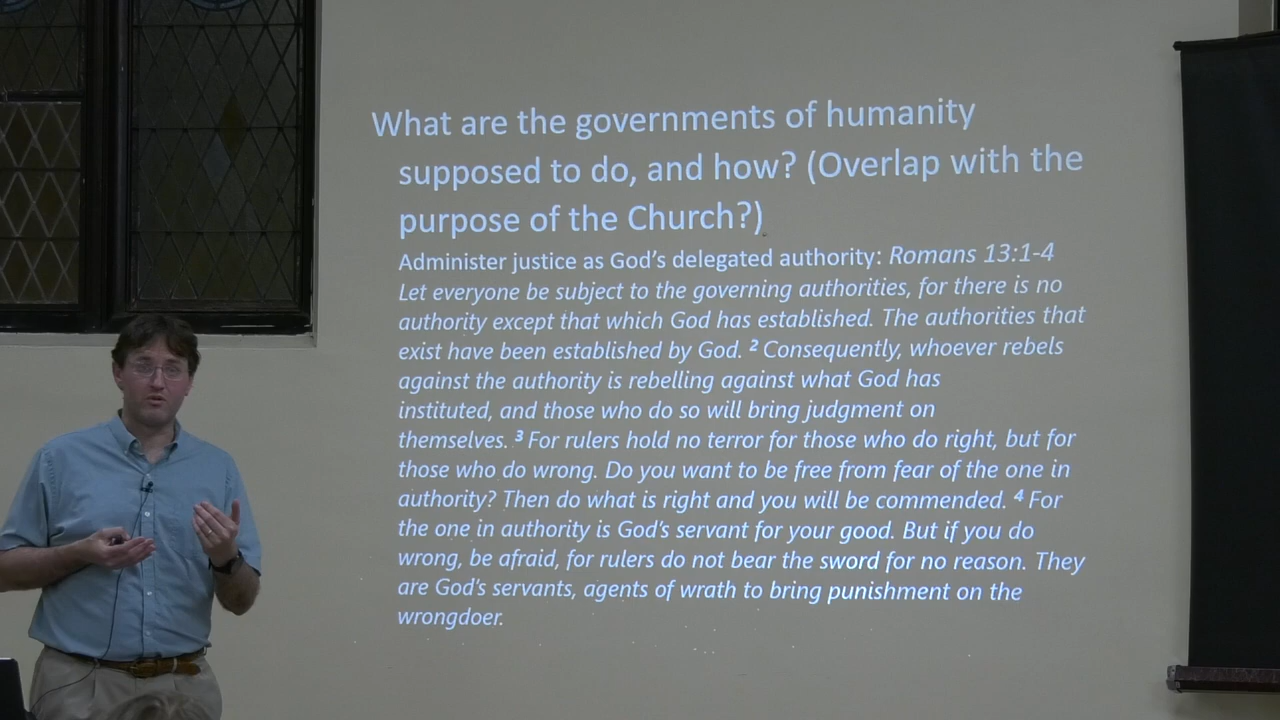 What are the governments of humanity
supposed to do, and how? (Overlap with the
purpose of the Church?)
Administer justice as God’s delegated authority: Romans 13:1-4
Let everyone be subject to the governing authorities, for there is no
authority except that which God has established. The authorities that
exist have been established by God. ² Consequently, whoever rebels
against the authority is rebelling against what God has
instituted, and those who do so will bring judgment on
themselves. ³ For rulers hold no terror for those who do right, but for
those who do wrong. Do you want to be free from fear of the one in
authority? Then do what is right and you will be commended. ⁴ For
the one in authority is God’s servant for your good. But if you do
wrong, be afraid, for rulers do not bear the sword for no reason. They
are God’s servants, agents of wrath to bring punishment on the
wrongdoer.